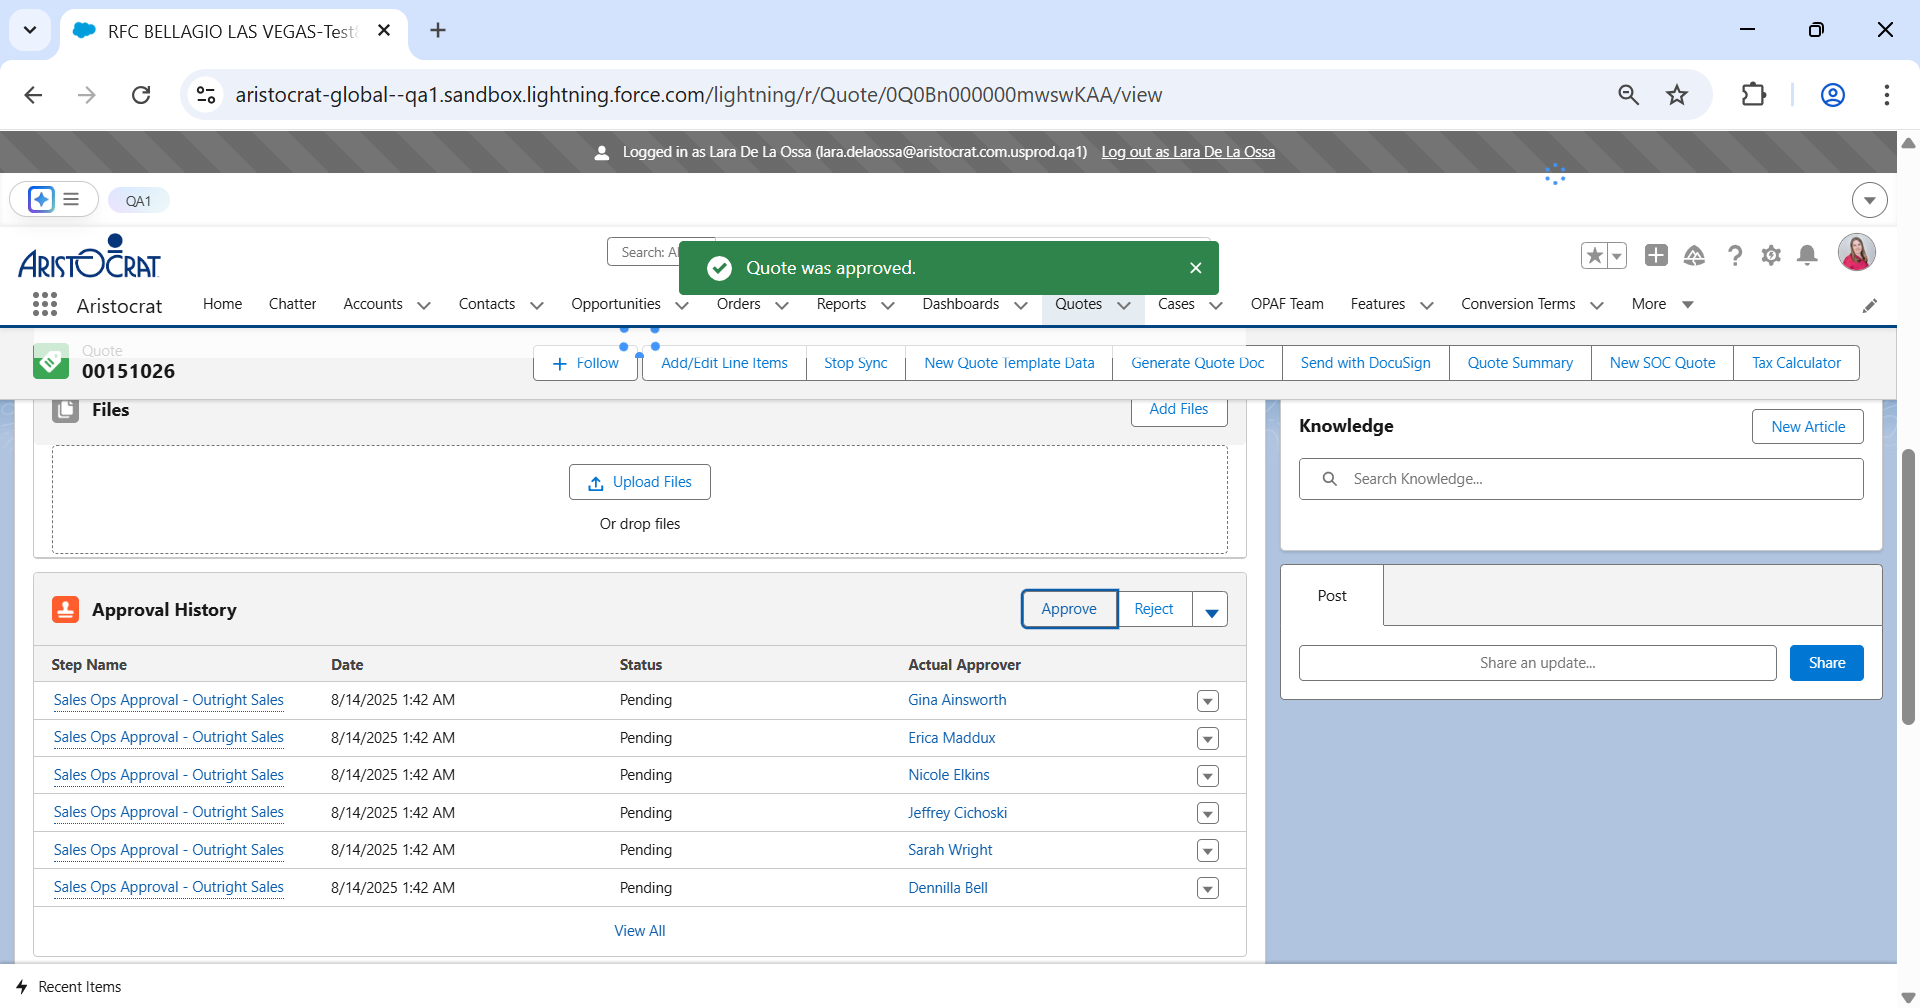 RFC BELLAGIO LAS VEGAS-Test
aristocrat-global--qa1.sandbox.lightning.force.com/lightning/r/Quote/0Q0Bn000000mwswKAA/view
Logged in as Lara De La Ossa (lara.delaossa@aristocrat.com.usprod.qa1) Log out as Lara De La Ossa
QA1
ARISTOCRAT
Search: Al
Quote was approved.
Aristocrat
Home
Chatter
Accounts
Contacts
Opportunities
Orders
Reports
Dashboards
Quotes
Cases
OPAF Team
Features
Conversion Terms
More
Quote
00151026
Follow
Add/Edit Line Items
Stop Sync
New Quote Template Data
Generate Quote Doc
Send with DocuSign
Quote Summary
New SOC Quote
Tax Calculator
Files
Add Files
Upload Files
Or drop files
Knowledge
New Article
Search Knowledge...
Post
Share an update...
Share
Approval History
Approve
Reject
Step Name Date Status Actual Approver
Sales Ops Approval - Outright Sales 8/14/2025 1:42 AM Pending Gina Ainsworth
Sales Ops Approval - Outright Sales 8/14/2025 1:42 AM Pending Erica Maddux
Sales Ops Approval - Outright Sales 8/14/2025 1:42 AM Pending Nicole Elkins
Sales Ops Approval - Outright Sales 8/14/2025 1:42 AM Pending Jeffrey Cichoski
Sales Ops Approval - Outright Sales 8/14/2025 1:42 AM Pending Sarah Wright
Sales Ops Approval - Outright Sales 8/14/2025 1:42 AM Pending Dennilla Bell
View All
Recent Items